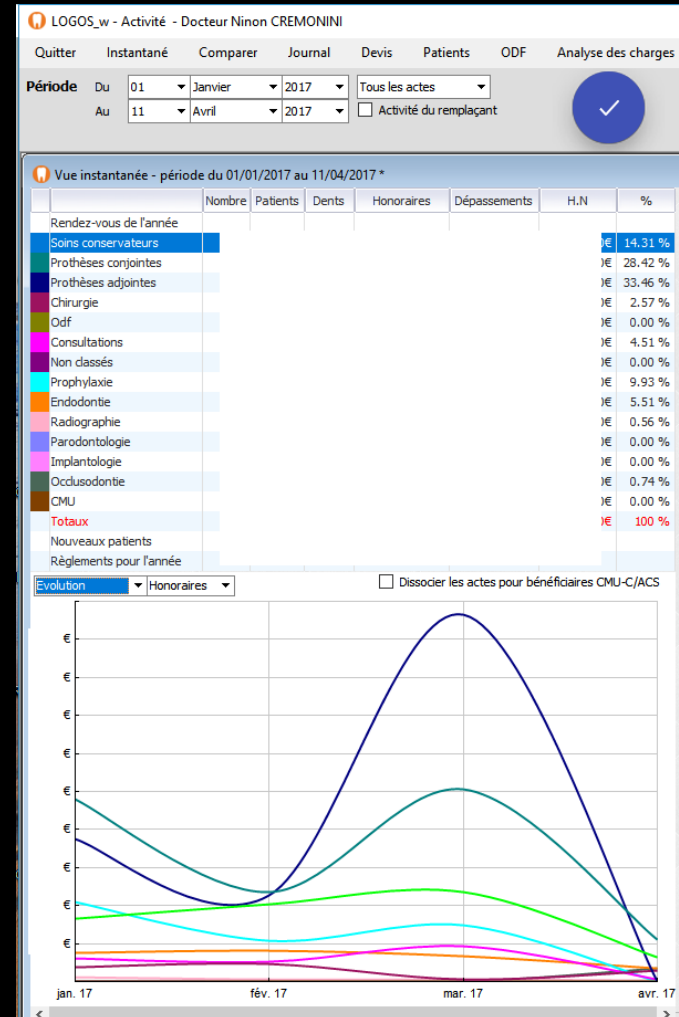 LOGOS_w - Activité - Docteur Ninon CREMONINI
Quitter Instantané Comparer Journal Devis Patients ODF Analyse des charges
Période Du 01 Janvier 2017 Tous les actes
Au 11 Avril 2017 Activité du remplaçant
Vue instantanée - période du 01/01/2017 au 11/04/2017 *
Nombre Patients Dents Honoraires Dépassements H.N %
Rendez-vous de l'année
Soins conservateurs € 14.31 %
Prothèses conjointes € 28.42 %
Prothèses adjointes € 33.46 %
Chirurgie € 2.57 %
Odf € 0.00 %
Consultations € 4.51 %
Non classés € 0.00 %
Prophylaxie € 9.93 %
Endodontie € 5.51 %
Radiographie € 0.56 %
Parodontologie € 0.00 %
Implantologie € 0.00 %
Occlusodontie € 0.74 %
CMU € 0.00 %
Totaux € 100 %
Nouveaux patients
Règlements pour l'année
Evolution Honoraires Dissocier les actes pour bénéficiaires CMU-C/ACS
€
€
€
€
€
€
€
€
€
jan. 17 fév. 17 mar. 17 avr. 17